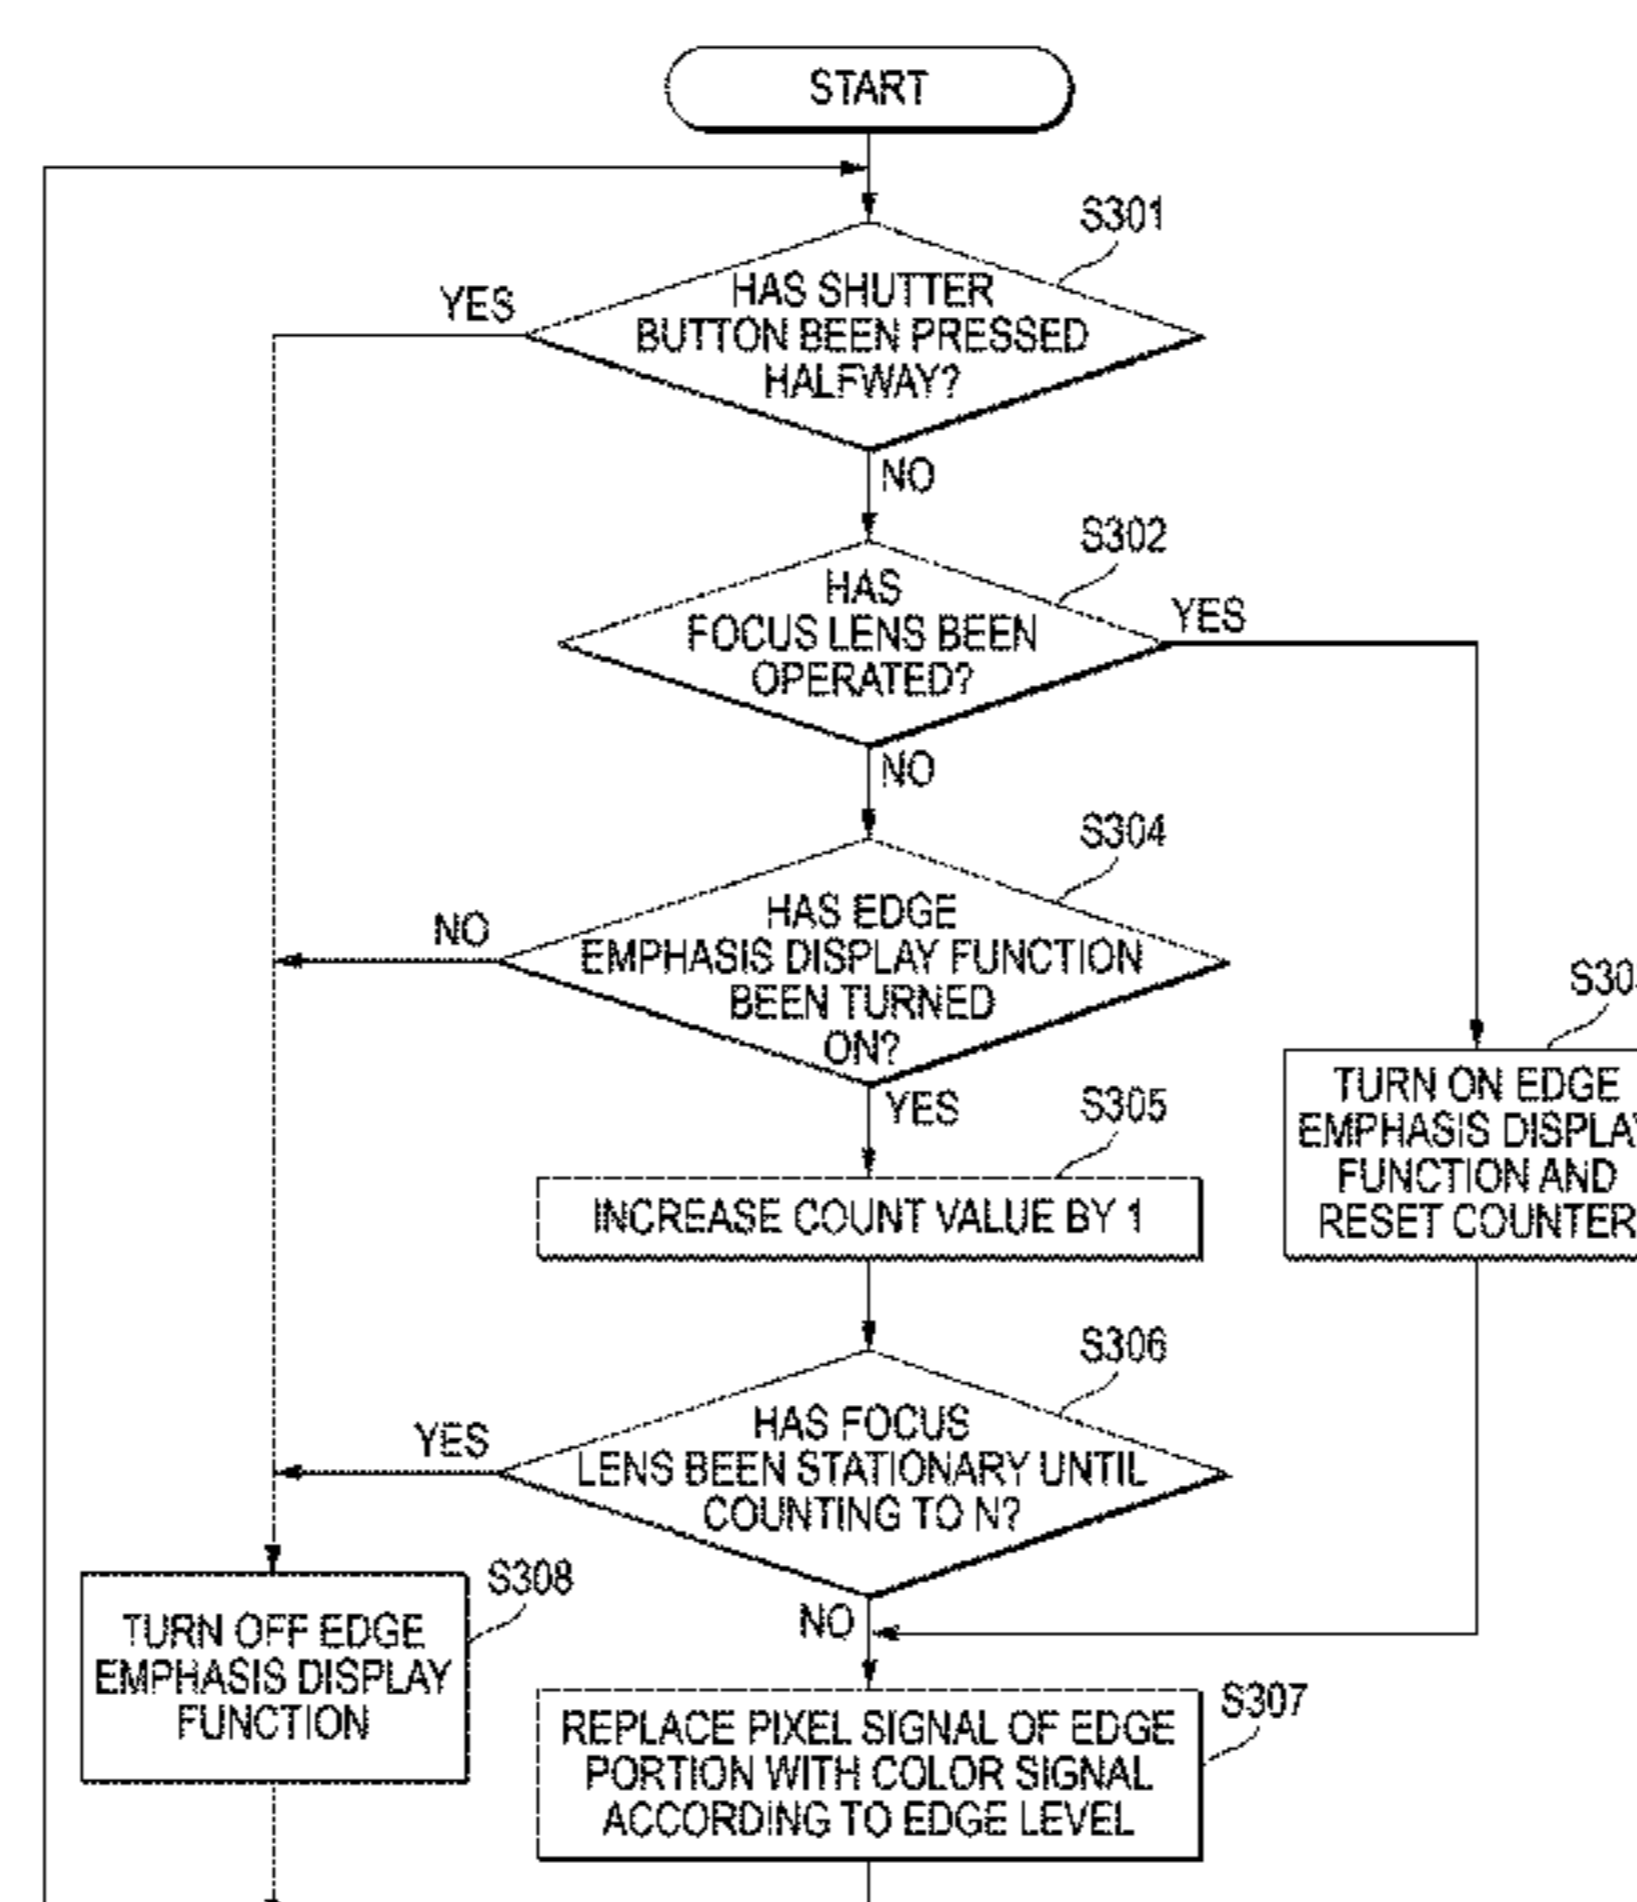 START
S301
YES
HAS SHUTTER
BUTTON BEEN PRESSED
HALFWAY?
NO
S302
HAS
FOCUS LENS BEEN
OPERATED?
YES
NO
S304
HAS EDGE
EMPHASIS DISPLAY FUNCTION
BEEN TURNED
ON?
NO
YES
TURN ON EDGE
EMPHASIS DISPLAY
FUNCTION AND
RESET COUNTER
S305
INCREASE COUNT VALUE BY 1
S306
YES
HAS FOCUS
LENS BEEN STATIONARY UNTIL
COUNTING TO N?
NO
S308
TURN OFF EDGE
EMPHASIS DISPLAY
FUNCTION
S307
REPLACE PIXEL SIGNAL OF EDGE
PORTION WITH COLOR SIGNAL
ACCORDING TO EDGE LEVEL